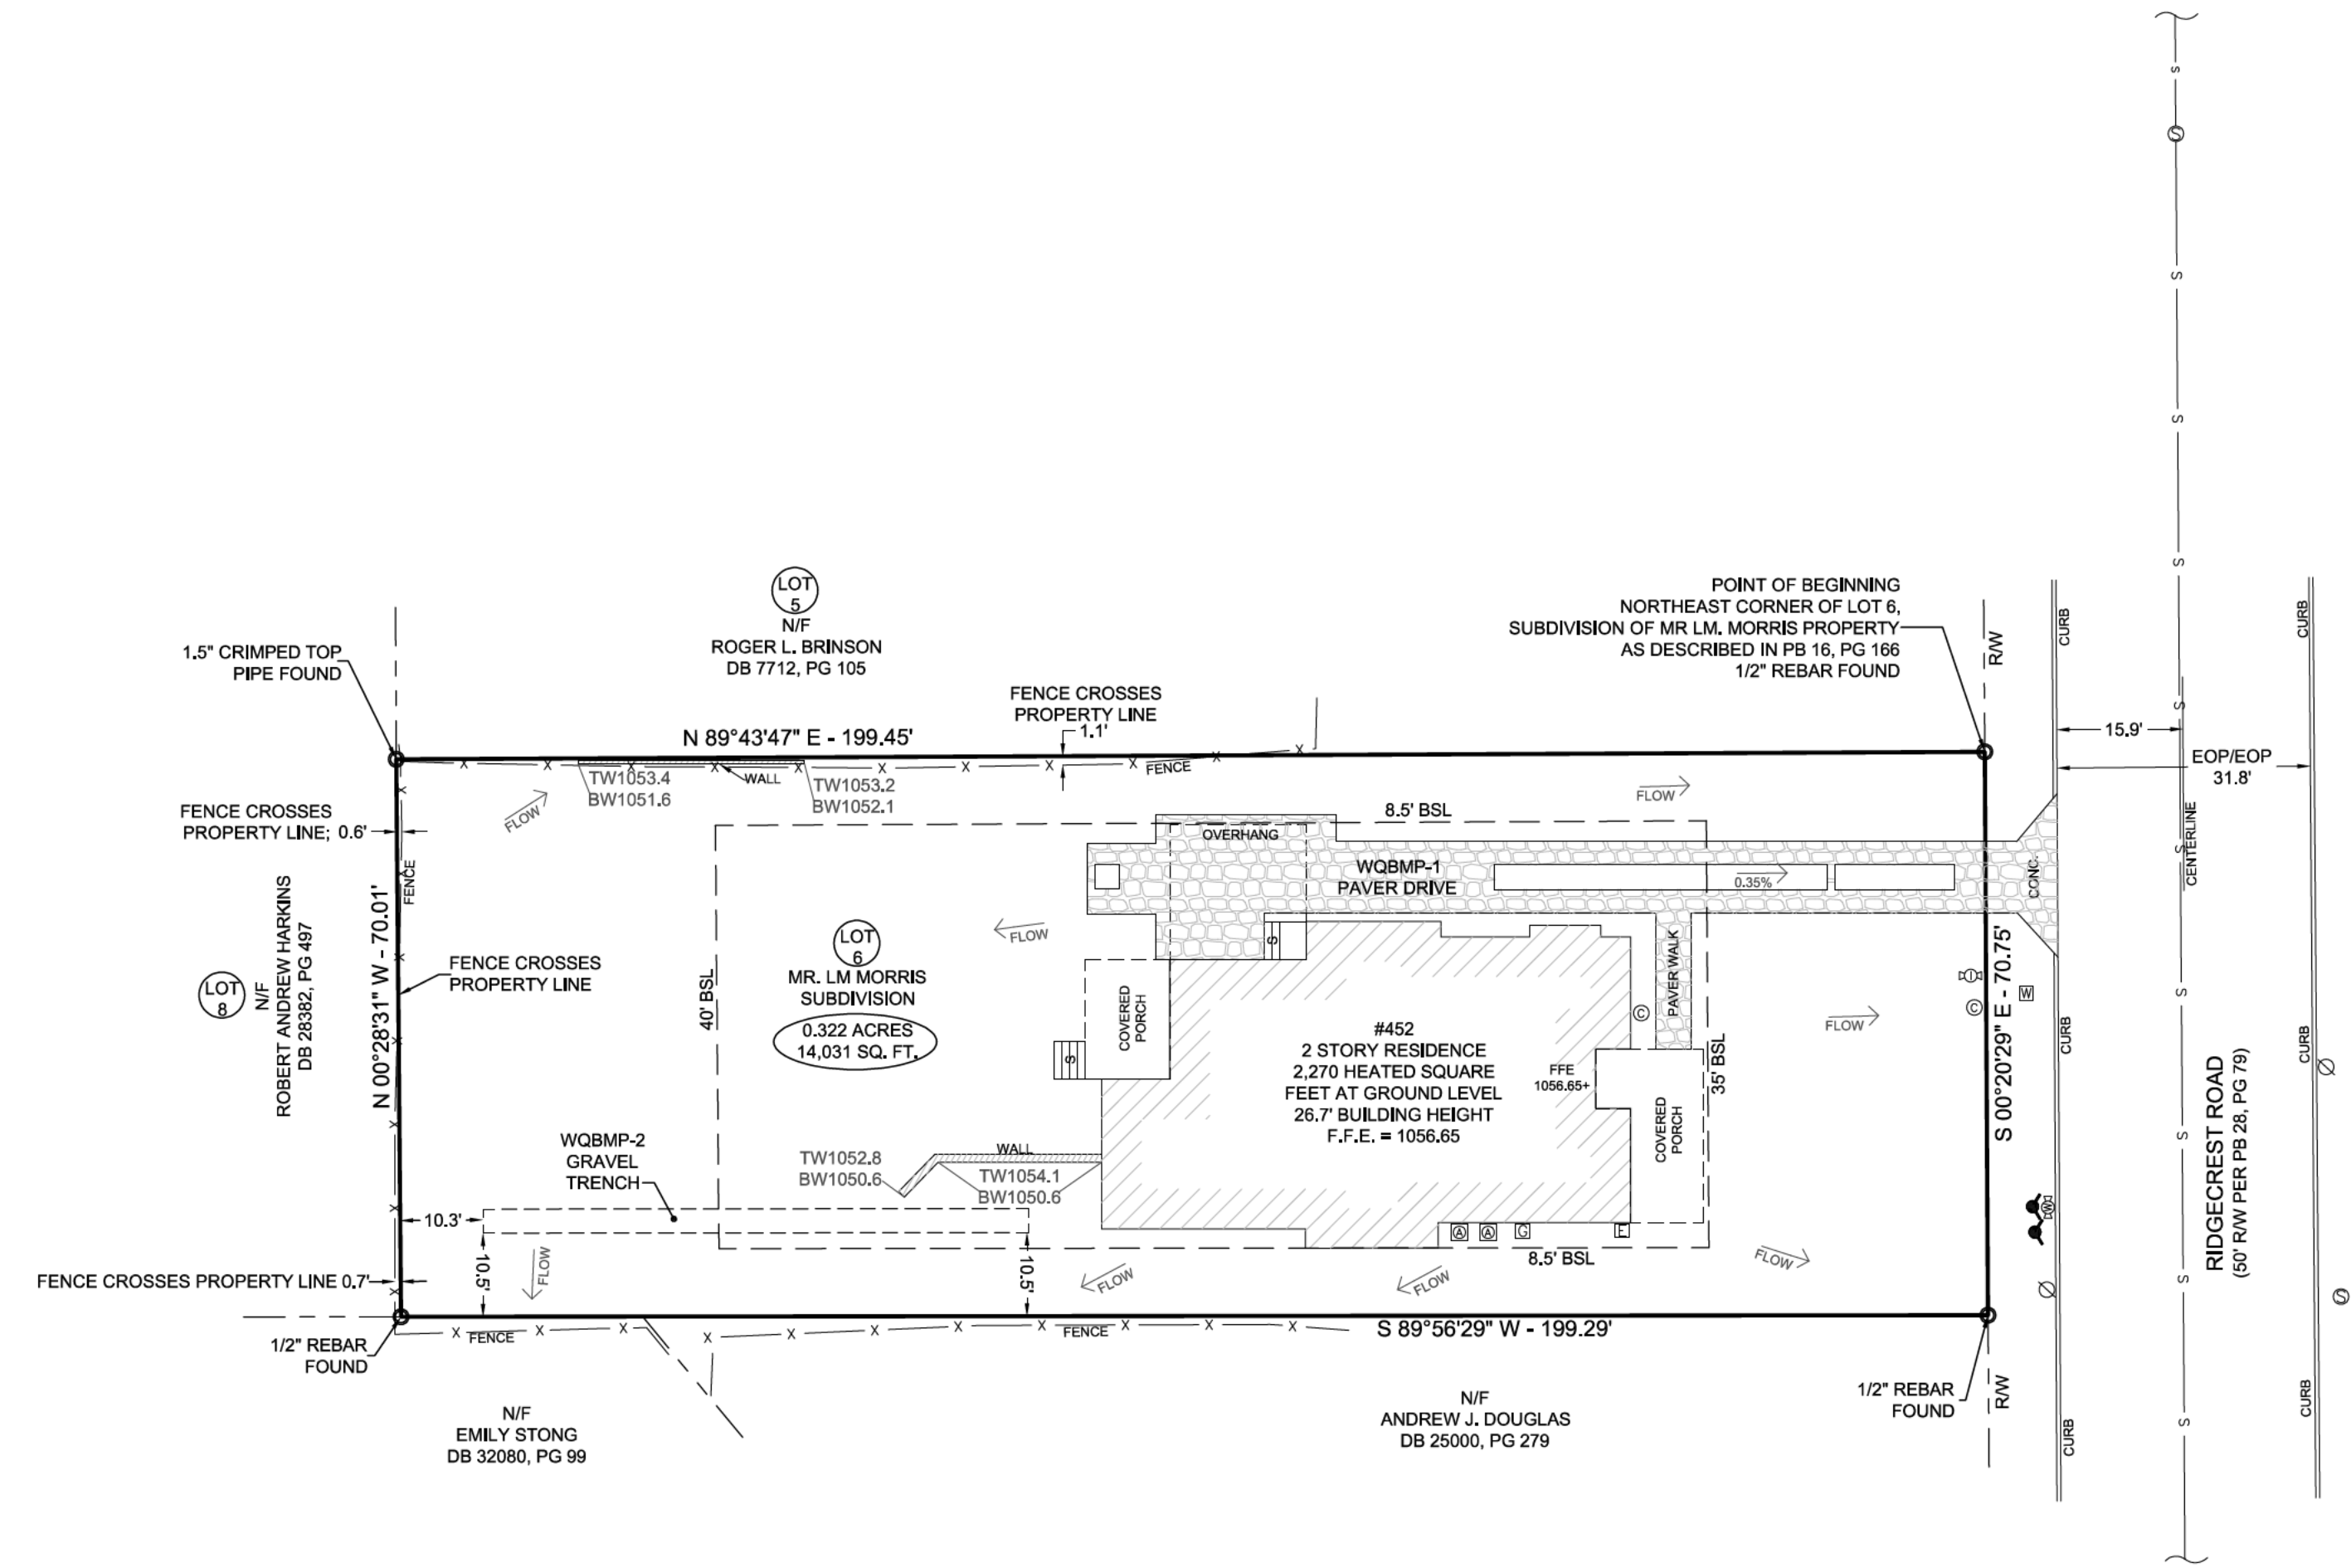 S
S
S
S
S
LOT
5
N/F
ROGER L. BRINSON
DB 7712, PG 105
POINT OF BEGINNING
NORTHEAST CORNER OF LOT 6,
SUBDIVISION OF MR LM. MORRIS PROPERTY
AS DESCRIBED IN PB 16, PG 166
1/2" REBAR FOUND
R/W
CURB
CURB
1.5" CRIMPED TOP
PIPE FOUND
FENCE CROSSES
PROPERTY LINE
1.1'
N 89°43'47" E - 199.45'
S
15.9'
EOP/EOP
31.8'
X X X X X X X X X X X
FENCE
WALL
TW1053.4
BW1051.6
TW1053.2
BW1052.1
FLOW
FLOW
FENCE CROSSES
PROPERTY LINE; 0.6'
X
8.5' BSL
OVERHANG
CENTERLINE
S
WQBMP-1
PAVER DRIVE
0.35%
CONC.
FENCE
X
LOT
8
N/F
ROBERT ANDREW HARKINS
DB 28382, PG 497
N 00°28'31" W - 70.01'
FENCE CROSSES
PROPERTY LINE
X
X
X
X
X
40' BSL
LOT
6
MR. LM MORRIS
SUBDIVISION
0.322 ACRES
14,031 SQ. FT.
FLOW
S
COVERED
PORCH
S
#452
2 STORY RESIDENCE
2,270 HEATED SQUARE
FEET AT GROUND LEVEL
26.7' BUILDING HEIGHT
F.F.E. = 1056.65
FFE
1056.65+
C
PAVER WALK
COVERED
PORCH
35' BSL
FLOW
I
C
W
S 00°20'29" E - 70.75'
CURB
CURB
S
S
S
S
RIDGECREST ROAD
(50' R/W PER PB 28, PG 79)
WQBMP-2
GRAVEL
TRENCH
WALL
TW1052.8
BW1050.6
TW1054.1
BW1050.6
10.3'
10.5'
FLOW
10.5'
FLOW
FLOW
A
A
G
E
8.5' BSL
FLOW
W
S
FENCE CROSSES PROPERTY LINE 0.7'
1/2" REBAR
FOUND
X X X X X X X X X X X
FENCE
FENCE
S 89°56'29" W - 199.29'
N/F
EMILY STONG
DB 32080, PG 99
N/F
ANDREW J. DOUGLAS
DB 25000, PG 279
1/2" REBAR
FOUND
R/W
CURB
CURB